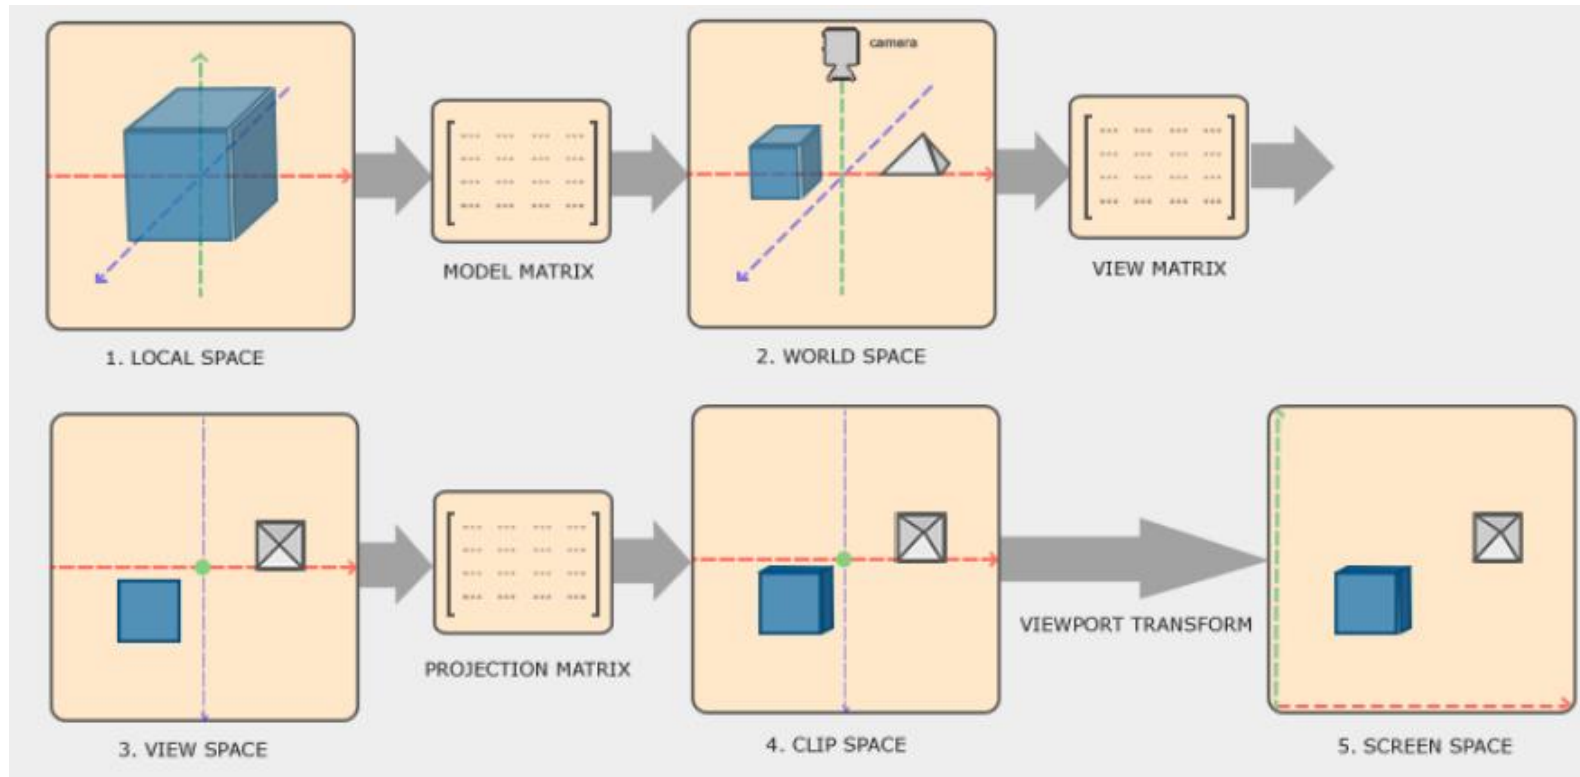 camera
MODEL MATRIX
VIEW MATRIX
1. LOCAL SPACE
2. WORLD SPACE
PROJECTION MATRIX
VIEWPORT TRANSFORM
3. VIEW SPACE
4. CLIP SPACE
5. SCREEN SPACE